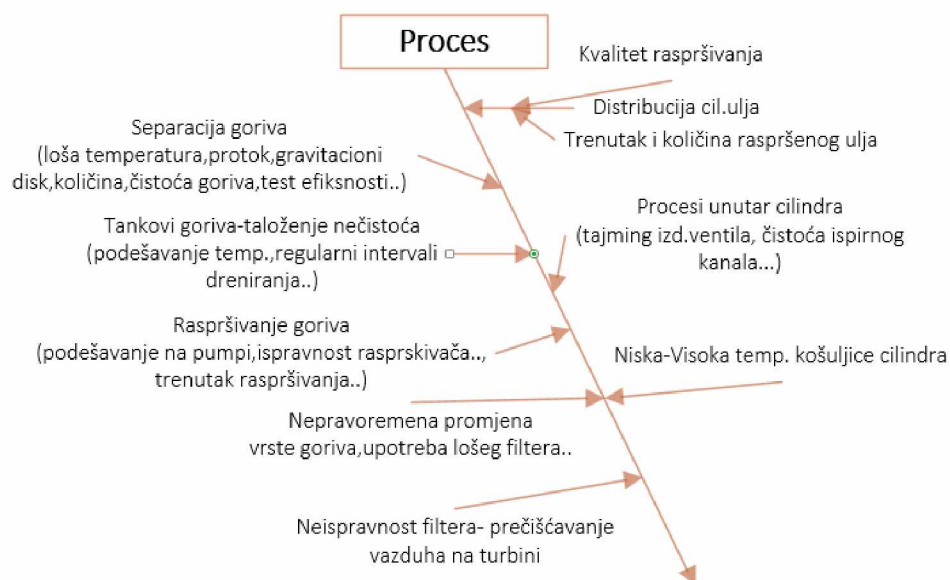 Proces
Kvalitet raspršivanja
Distribucija cil.ulja
Trenutak i količina raspršenog ulja
Separacija goriva
(loša temperatura,protok,gravitacioni
disk,količina,čistoća goriva,test efiksnosti..)
Procesi unutar cilindra
(tajming izd.ventila, čistoća ispirnog
kanala...)
Tankovi goriva-taloženje nečistoća
(podešavanje temp.,regularni intervali
dreniranja..)
Raspršivanje goriva
(podešavanje na pumpi,ispravnost rasprskivača..,
trenutak raspršivanja..)
Niska-Visoka temp. košuljice cilindra
Nepravoremena promjena
vrste goriva,upotreba lošeg filtera..
Neispravnost filtera- prečišćavanje
vazduha na turbini